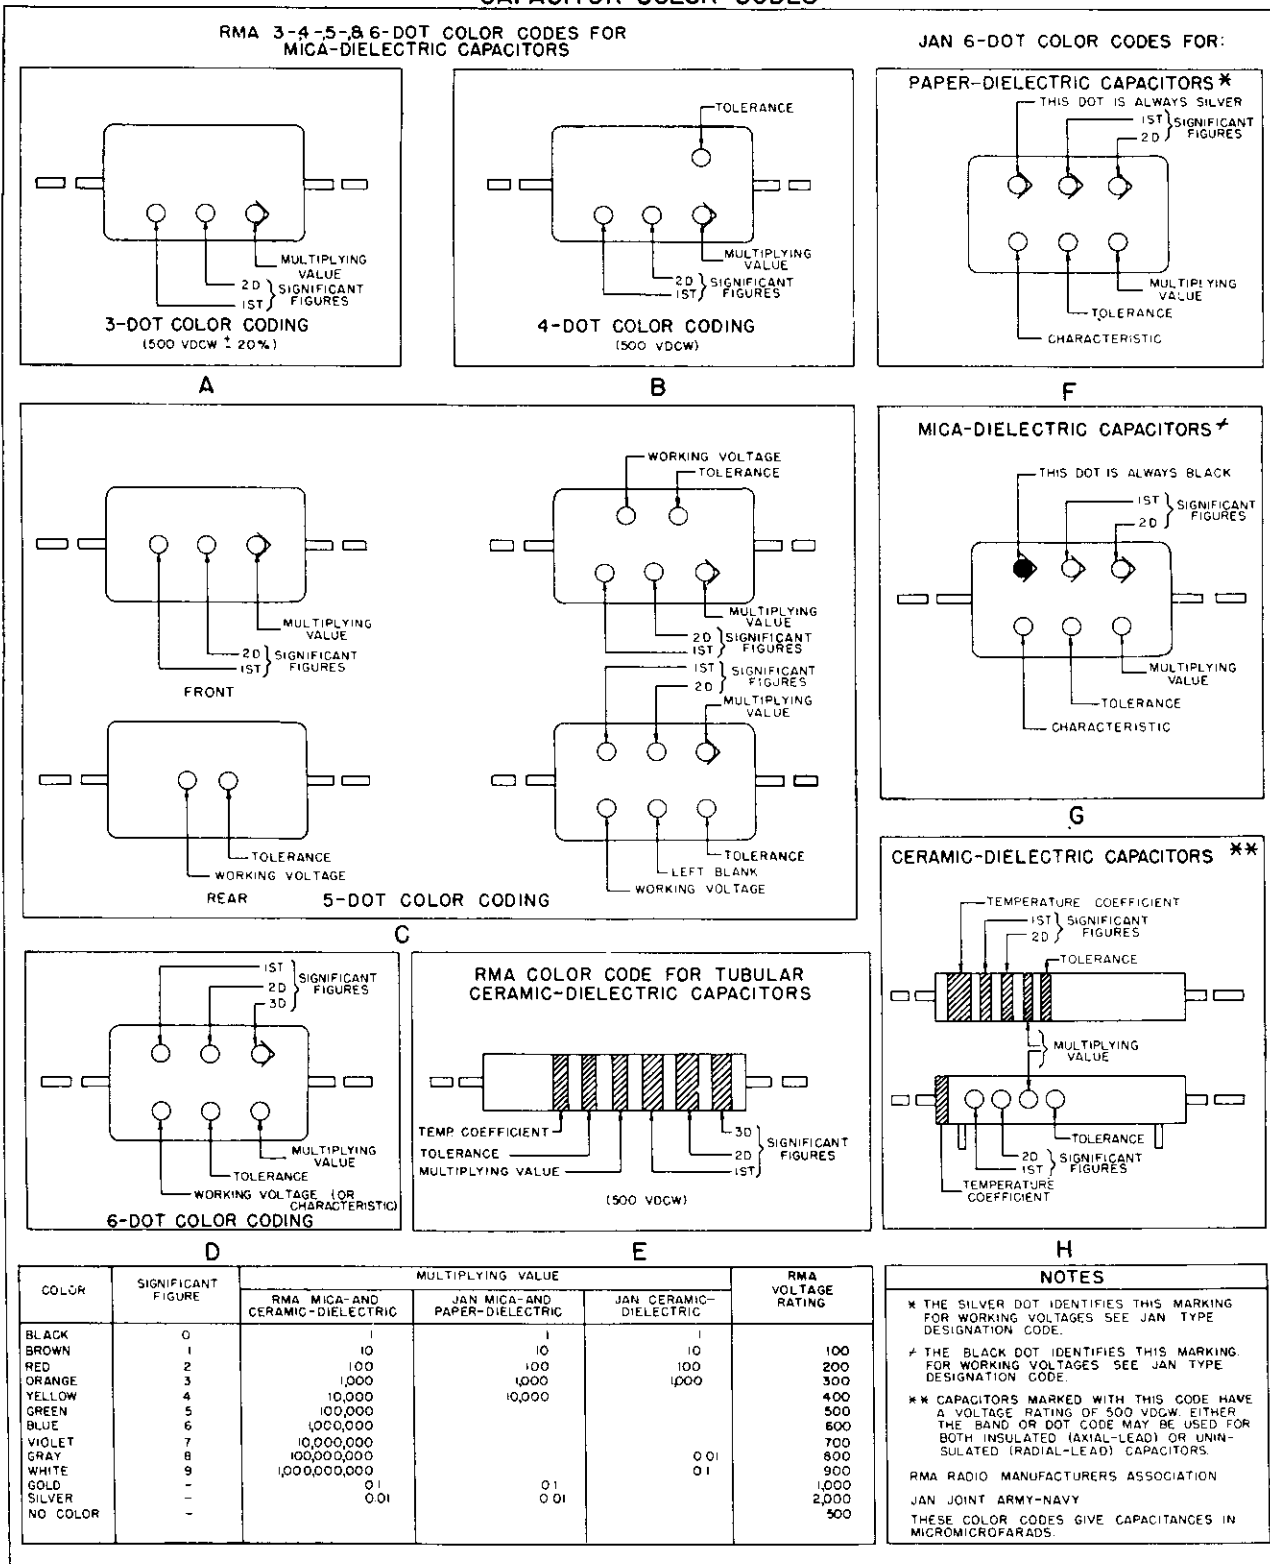 RMA 3-4-5-& 6-DOT COLOR CODES FOR
MICA-DIELECTRIC CAPACITORS
JAN 6-DOT COLOR CODES FOR:
MULTIPLYING
VALUE
2D
1ST
SIGNIFICANT
FIGURES
3-DOT COLOR CODING
(500 VDCW ± 20%)
A
TOLERANCE
MULTIPLYING
VALUE
2D
1ST
SIGNIFICANT
FIGURES
4-DOT COLOR CODING
(500 VDCW)
B
PAPER-DIELECTRIC CAPACITORS *
THIS DOT IS ALWAYS SILVER
1ST
2D
SIGNIFICANT
FIGURES
MULTIPLYING
VALUE
TOLERANCE
CHARACTERISTIC
F
MULTIPLYING
VALUE
2D
1ST
SIGNIFICANT
FIGURES
FRONT
TOLERANCE
WORKING VOLTAGE
REAR
WORKING VOLTAGE
TOLERANCE
MULTIPLYING
VALUE
2D
1ST
SIGNIFICANT
FIGURES
1ST
2D
SIGNIFICANT
FIGURES
MULTIPLYING
VALUE
TOLERANCE
LEFT BLANK
WORKING VOLTAGE
5-DOT COLOR CODING
C
MICA-DIELECTRIC CAPACITORS ≠
THIS DOT IS ALWAYS BLACK
1ST
2D
SIGNIFICANT
FIGURES
MULTIPLYING
VALUE
TOLERANCE
CHARACTERISTIC
G
1ST
2D
3D
SIGNIFICANT
FIGURES
MULTIPLYING
VALUE
TOLERANCE
WORKING VOLTAGE (OR
CHARACTERISTIC)
6-DOT COLOR CODING
D
RMA COLOR CODE FOR TUBULAR
CERAMIC-DIELECTRIC CAPACITORS
TEMP. COEFFICIENT
TOLERANCE
MULTIPLYING VALUE
3D
2D
1ST
SIGNIFICANT
FIGURES
(500 VDCW)
E
CERAMIC-DIELECTRIC CAPACITORS **
TEMPERATURE COEFFICIENT
1ST
2D
SIGNIFICANT
FIGURES
TOLERANCE
MULTIPLYING
VALUE
TOLERANCE
2D
1ST
SIGNIFICANT
FIGURES
TEMPERATURE
COEFFICIENT
H
COLOR SIGNIFICANT FIGURE MULTIPLYING VALUE RMA VOLTAGE RATING
RMA MICA-AND CERAMIC-DIELECTRIC JAN MICA-AND PAPER-DIELECTRIC JAN CERAMIC-DIELECTRIC
BLACK 0 1 1 1
BROWN 1 10 10 10 100
RED 2 100 100 100 200
ORANGE 3 1,000 1,000 1,000 300
YELLOW 4 10,000 10,000 400
GREEN 5 100,000 500
BLUE 6 1,000,000 600
VIOLET 7 10,000,000 700
GRAY 8 100,000,000 0.01 800
WHITE 9 1,000,000,000 0.1 900
GOLD - 0.1 0.1 1,000
SILVER - 0.01 0.01 2,000
NO COLOR - 500
NOTES
* THE SILVER DOT IDENTIFIES THIS MARKING
FOR WORKING VOLTAGES SEE JAN TYPE
DESIGNATION CODE.
≠ THE BLACK DOT IDENTIFIES THIS MARKING.
FOR WORKING VOLTAGES SEE JAN TYPE
DESIGNATION CODE.
** CAPACITORS MARKED WITH THIS CODE HAVE
A VOLTAGE RATING OF 500 VDCW. EITHER
THE BAND OR DOT CODE MAY BE USED FOR
BOTH INSULATED (AXIAL-LEAD) OR UNIN-
SULATED (RADIAL-LEAD) CAPACITORS.
RMA RADIO MANUFACTURERS ASSOCIATION
JAN JOINT ARMY-NAVY
THESE COLOR CODES GIVE CAPACITANCES IN
MICROMICROFARADS.